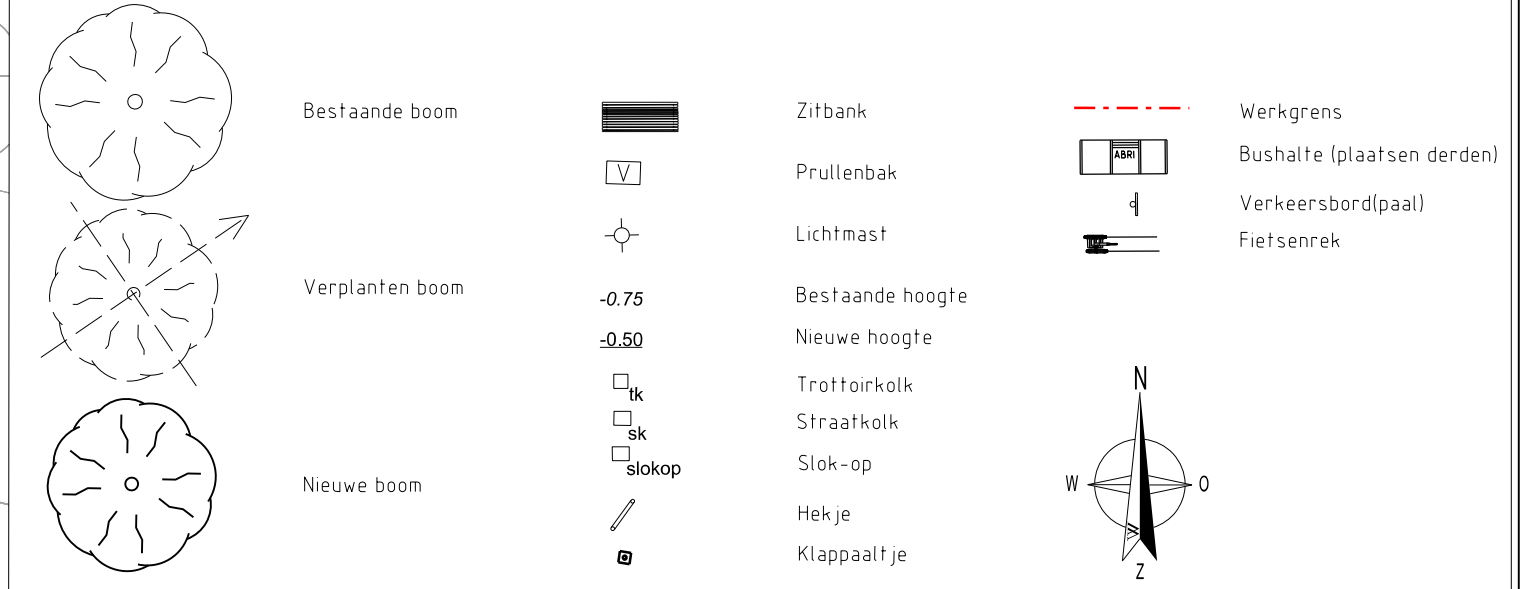 Bestaande boom
Verplanten boom
Nieuwe boom
Zitbank
V
Prullenbak
Lichtmast
-0.75
Bestaande hoogte
-0.50
Nieuwe hoogte
tk
Trottoirkolk
sk
Straatkolk
slokop
Slok-op
Hekje
Klappaaltje
Werkgrens
ABRI
Bushalte (plaatsen derden)
Verkeersbord(paal)
Fietsenrek
N
W
O
Z